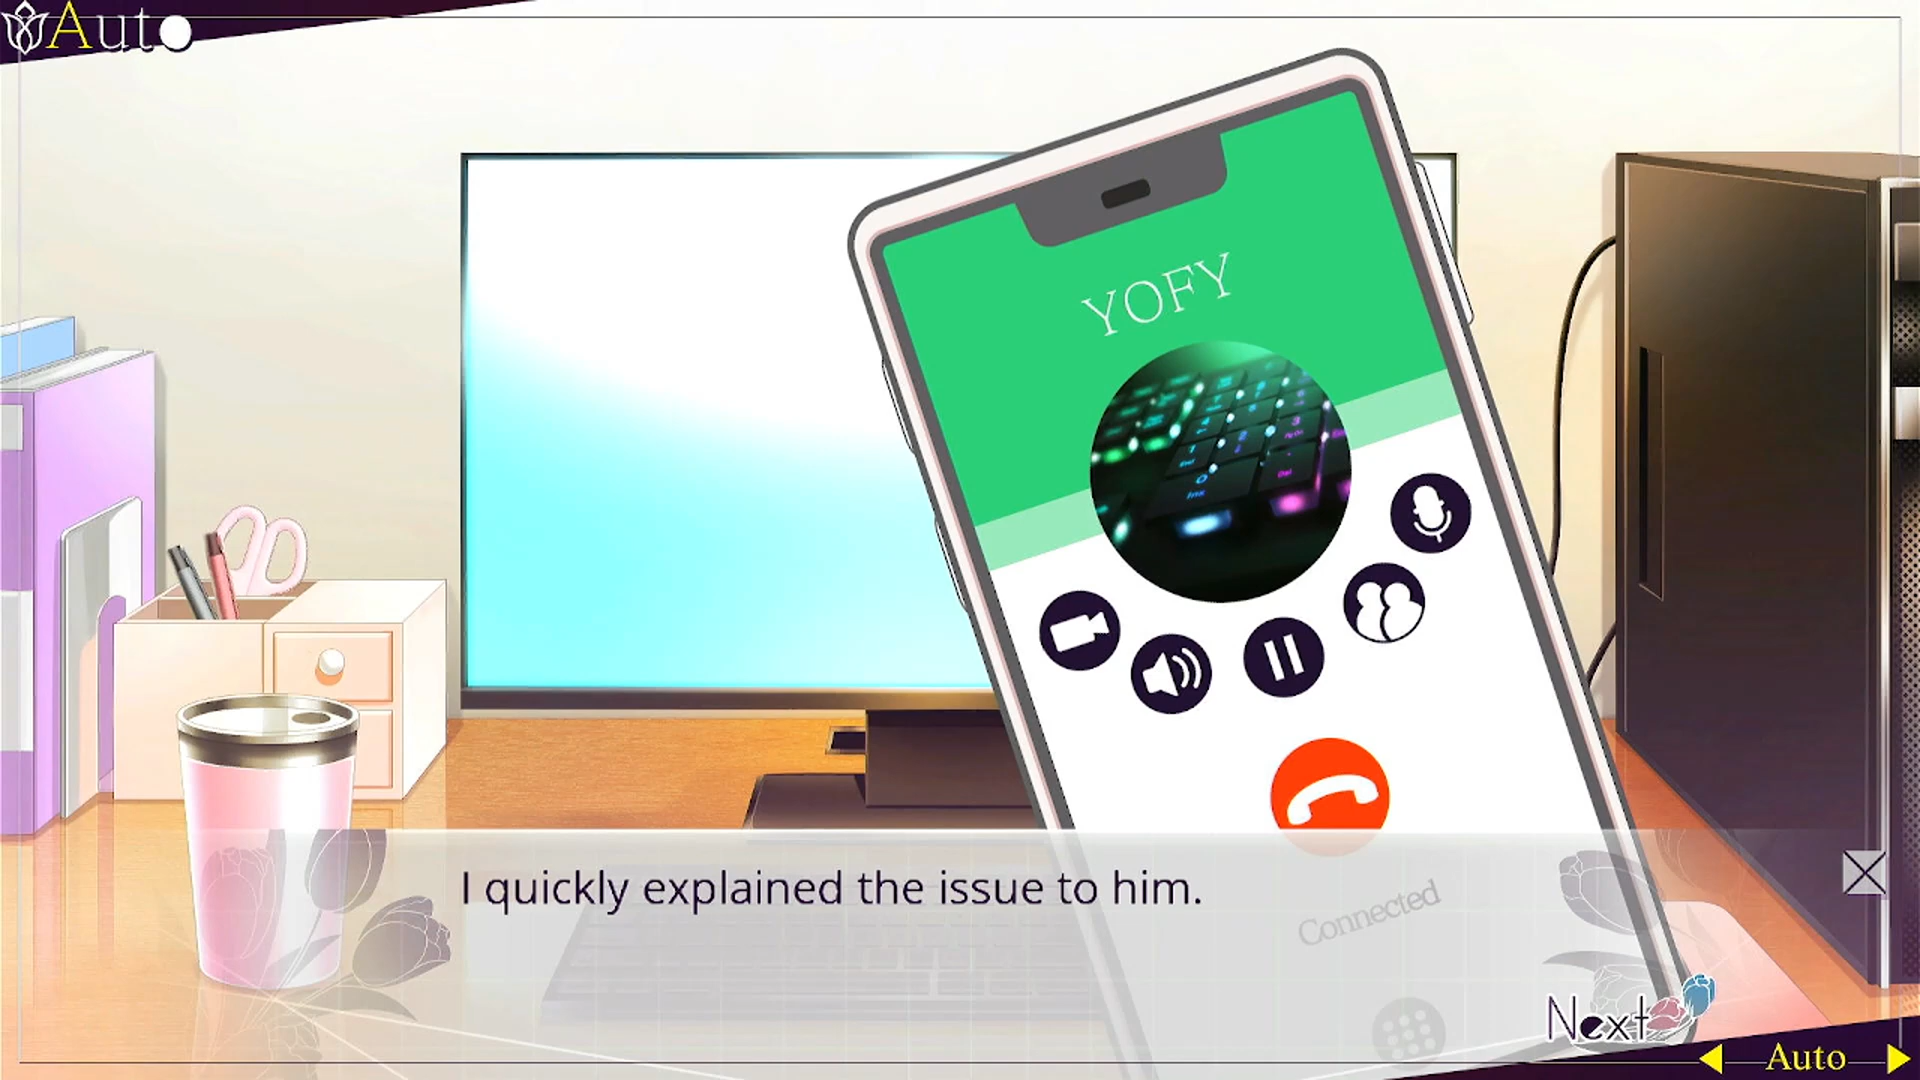 Auto
YOFY
I quickly explained the issue to him.
Connected
Next
Auto